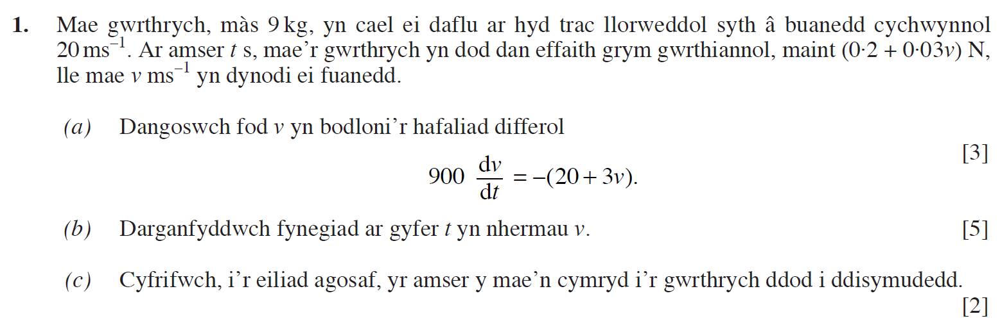 1. Mae gwrthrych, màs 9 kg, yn cael ei daflu ar hyd trac llorweddol syth â buanedd cychwynnol
20 ms⁻¹. Ar amser t s, mae'r gwrthrych yn dod dan effaith grym gwrthiannol, maint (0·2 + 0·03v) N,
lle mae v ms⁻¹ yn dynodi ei fuanedd.
(a) Dangoswch fod v yn bodloni'r hafaliad differol
[3]
900 dv/dt = −(20 + 3v).
(b) Darganfyddwch fynegiad ar gyfer t yn nhermau v. [5]
(c) Cyfrifwch, i'r eiliad agosaf, yr amser y mae'n cymryd i'r gwrthrych ddod i ddisymudedd.
[2]